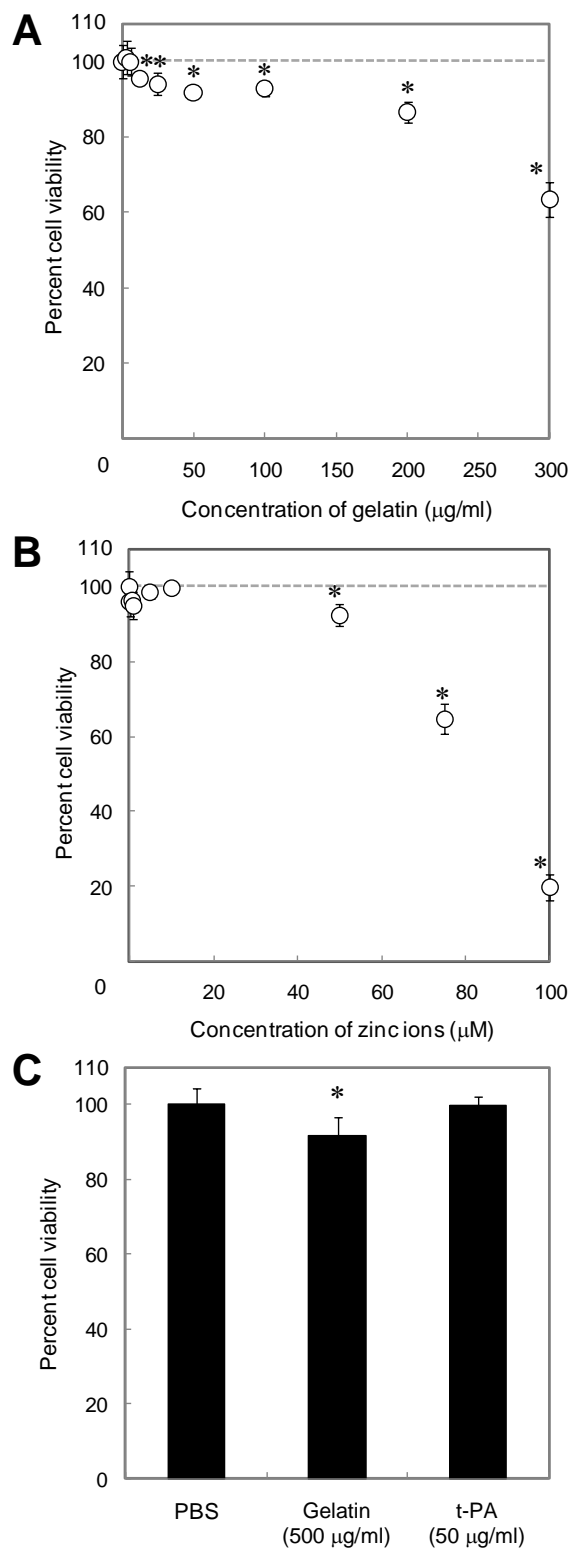 A
110
100
80
60
40
20
0
Percent cell viability
* *
*
*
*
*
50 100 150 200 250 300
Concentration of gelatin (μg/ml)
B
110
100
80
60
40
20
0
Percent cell viability
*
*
*
20 40 60 80 100
Concentration of zinc ions (μM)
C
110
100
80
60
40
20
0
Percent cell viability
*
PBS Gelatin t-PA
(500 μg/ml) (50 μg/ml)